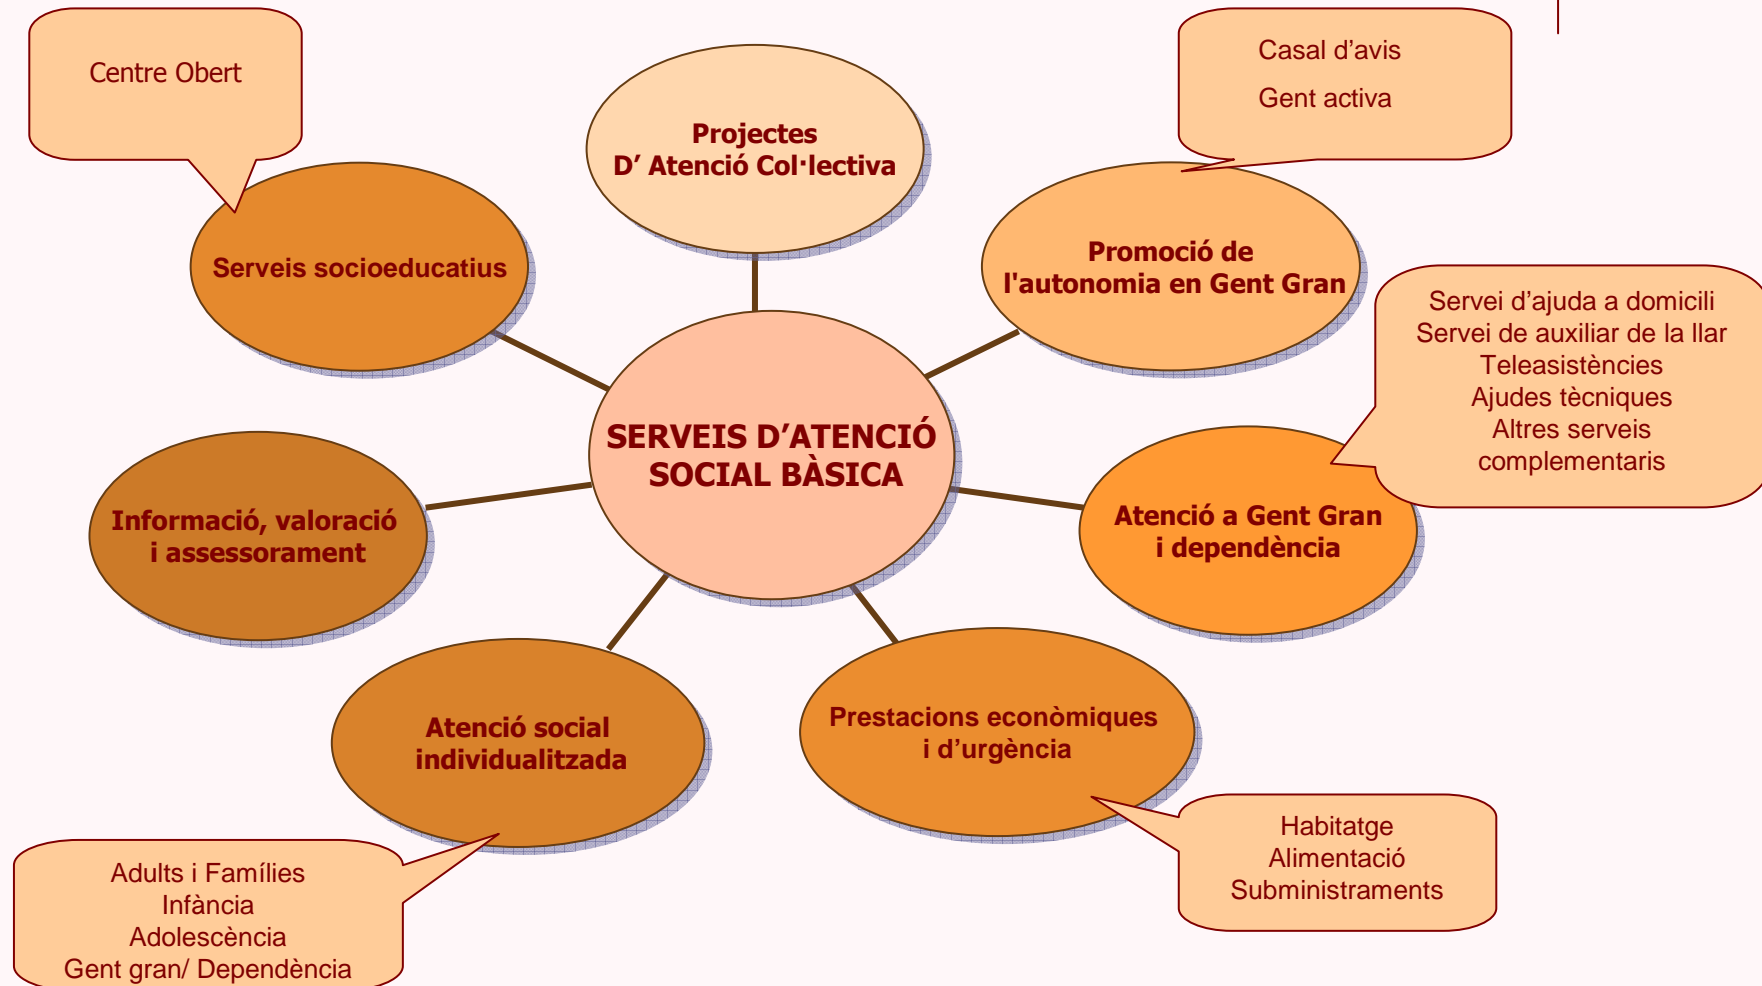 Centre Obert
Projectes
D’ Atenció Col·lectiva
Casal d’avis
Gent activa
Serveis socioeducatius
Promoció de
l'autonomia en Gent Gran
Servei d’ajuda a domicili
Servei de auxiliar de la llar
Teleasistències
Ajudes tècniques
Altres serveis
complementaris
SERVEIS D’ATENCIÓ
SOCIAL BÀSICA
Informació, valoració
i assessorament
Atenció a Gent Gran
i dependència
Atenció social
individualitzada
Prestacions econòmiques
i d’urgència
Adults i Famílies
Infància
Adolescència
Gent gran/ Dependència
Habitatge
Alimentació
Subministraments